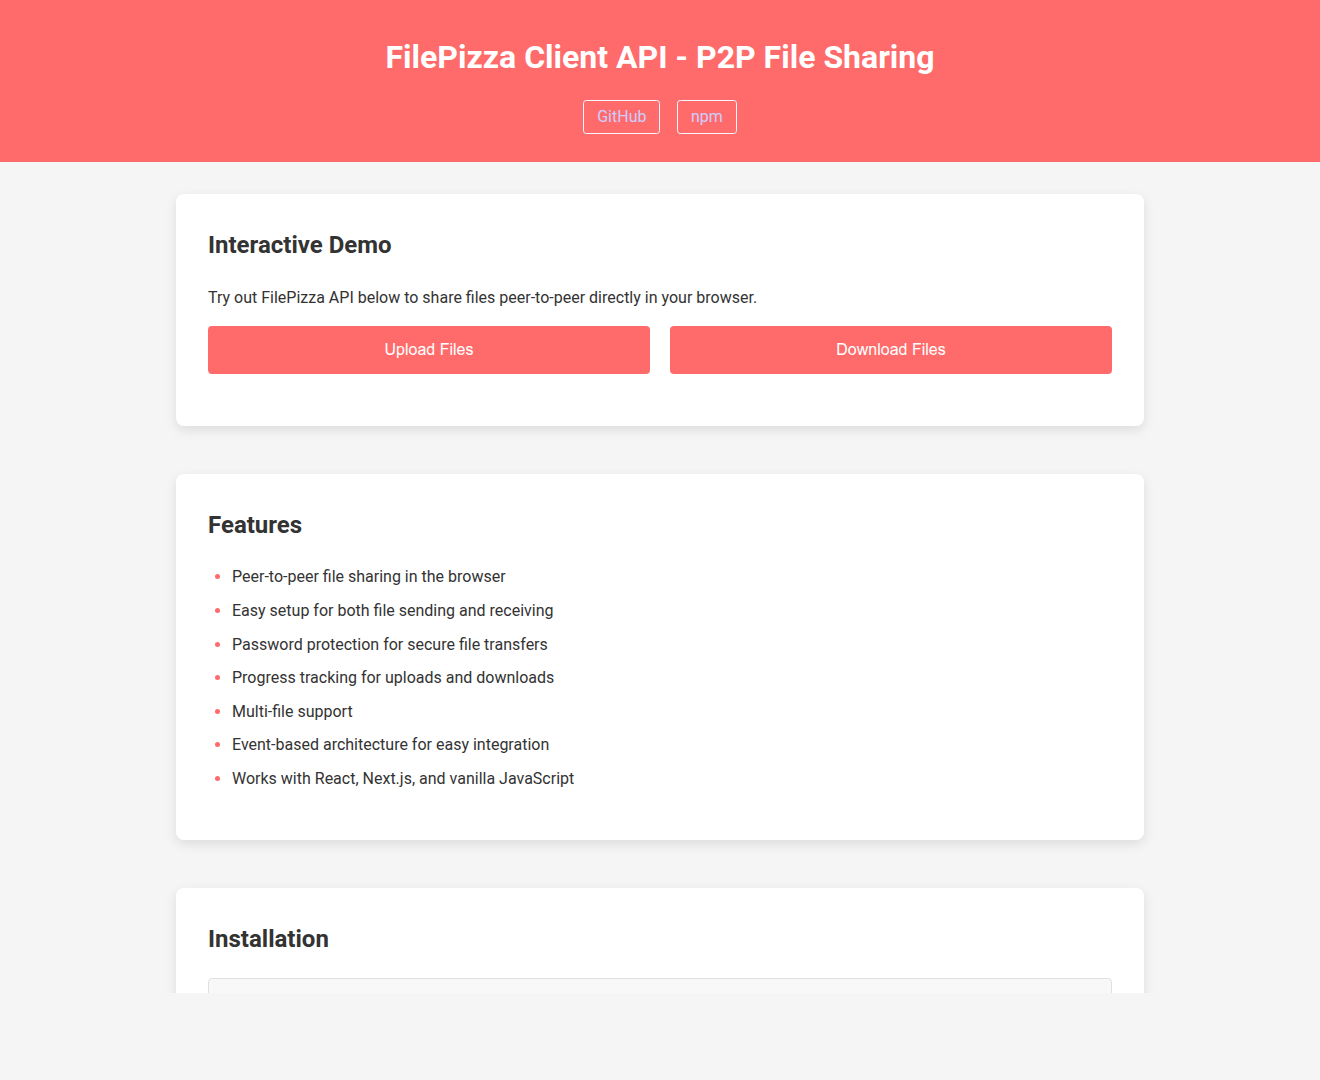 FilePizza Client API - P2P File Sharing
GitHub npm
Interactive Demo
Try out FilePizza API below to share files peer-to-peer directly in your browser.
Upload Files Download Files
Features
Peer-to-peer file sharing in the browser
Easy setup for both file sending and receiving
Password protection for secure file transfers
Progress tracking for uploads and downloads
Multi-file support
Event-based architecture for easy integration
Works with React, Next.js, and vanilla JavaScript
Installation